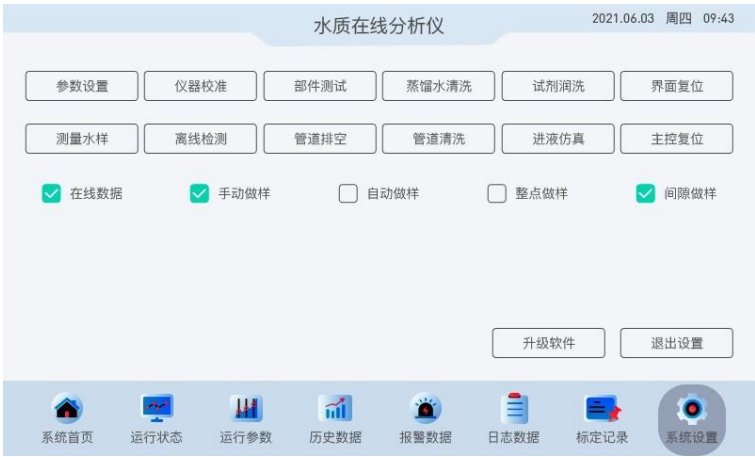 水质在线分析仪 2021.06.03 周四 09:43
参数设置 仪器校准 部件测试 蒸馏水清洗 试剂润洗 界面复位
测量水样 离线检测 管道排空 管道清洗 进液仿真 主控复位
在线数据 手动做样 自动做样 整点做样 间隙做样
升级软件 退出设置
系统首页 运行状态 运行参数 历史数据 报警数据 日志数据 标定记录 系统设置